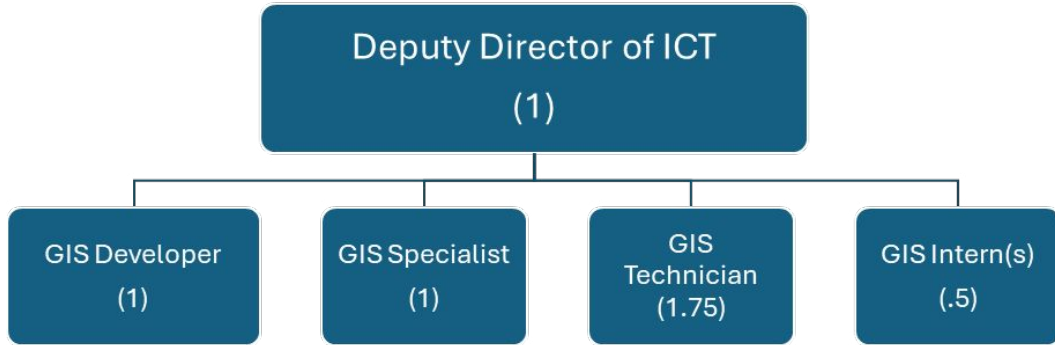 Deputy Director of ICT
(1)
GIS Developer
(1)
GIS Specialist
(1)
GIS
Technician
(1.75)
GIS Intern(s)
(.5)